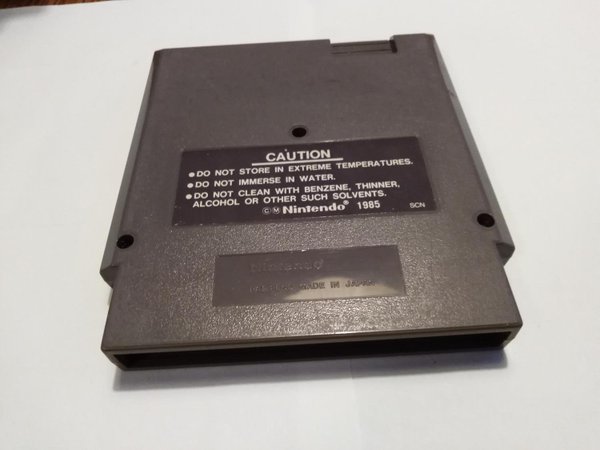 CAUTION
● DO NOT STORE IN EXTREME TEMPERATURES.
● DO NOT IMMERSE IN WATER.
● DO NOT CLEAN WITH BENZENE, THINNER,
ALCOHOL OR OTHER SUCH SOLVENTS.
©M Nintendo® 1985 SCN
Nintendo®
MADE IN JAPAN